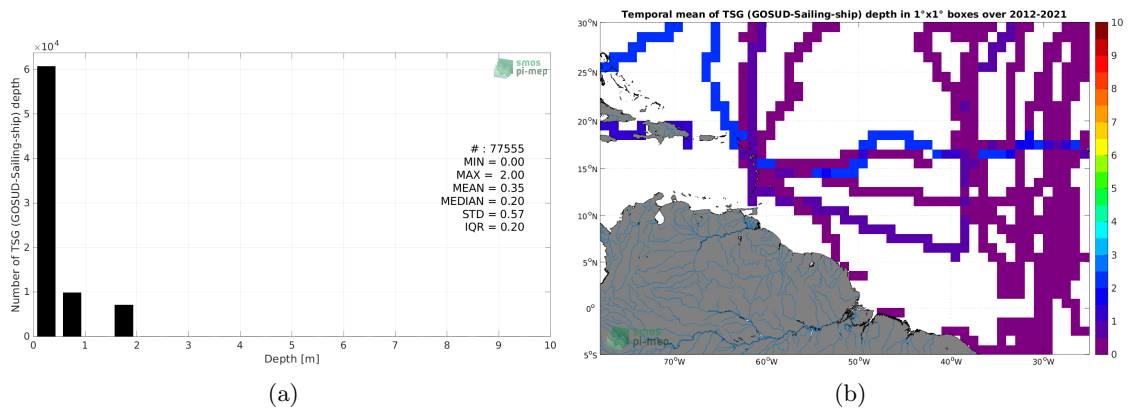 ×10⁴
6
5
4
3
2
1
0
Number of TSG (GOSUD-Sailing-ship) depth
smos
pi-mep
# : 77555
MIN = 0.00
MAX = 2.00
MEAN = 0.35
MEDIAN = 0.20
STD = 0.57
IQR = 0.20
0 1 2 3 4 5 6 7 8 9 10
Depth [m]
(a)
Temporal mean of TSG (GOSUD-Sailing-ship) depth in 1°x1° boxes over 2012-2021
30°N
25°N
20°N
15°N
10°N
5°N
0°
5°S
70°W 60°W 50°W 40°W 30°W
smos
pi-mep
10
9
8
7
6
5
4
3
2
1
0
(b)